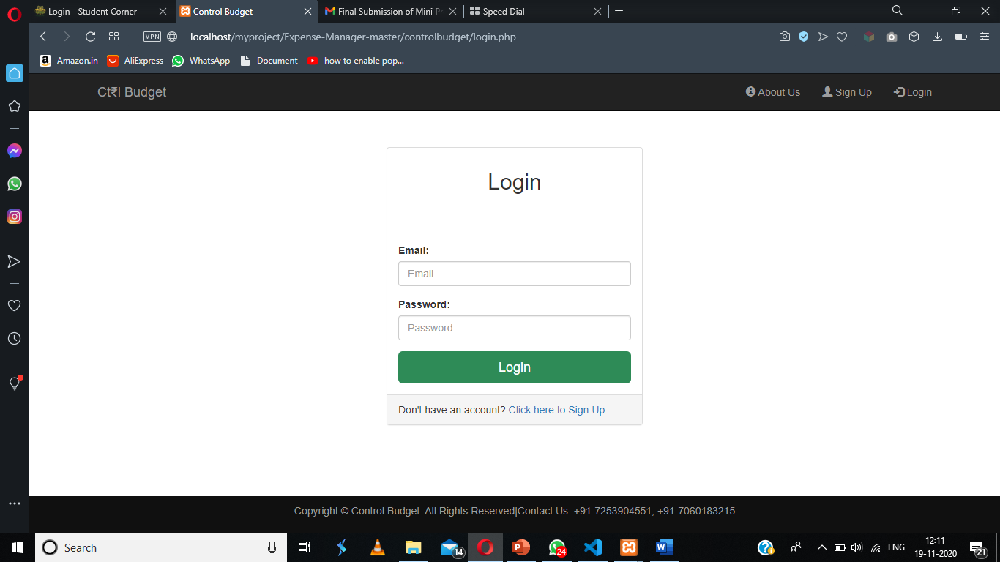 Login - Student Corner
Control Budget
Final Submission of Mini Pr
Speed Dial
VPN
localhost/myproject/Expense-Manager-master/controlbudget/login.php
Amazon.in
AliExpress
WhatsApp
Document
how to enable pop...
Ct₹l Budget
About Us
Sign Up
Login
Login
Email:
Email
Password:
Password
Login
Don't have an account? Click here to Sign Up
Copyright © Control Budget. All Rights Reserved|Contact Us: +91-7253904551, +91-7060183215
Search
14
24
ENG
12:11
19-11-2020
21